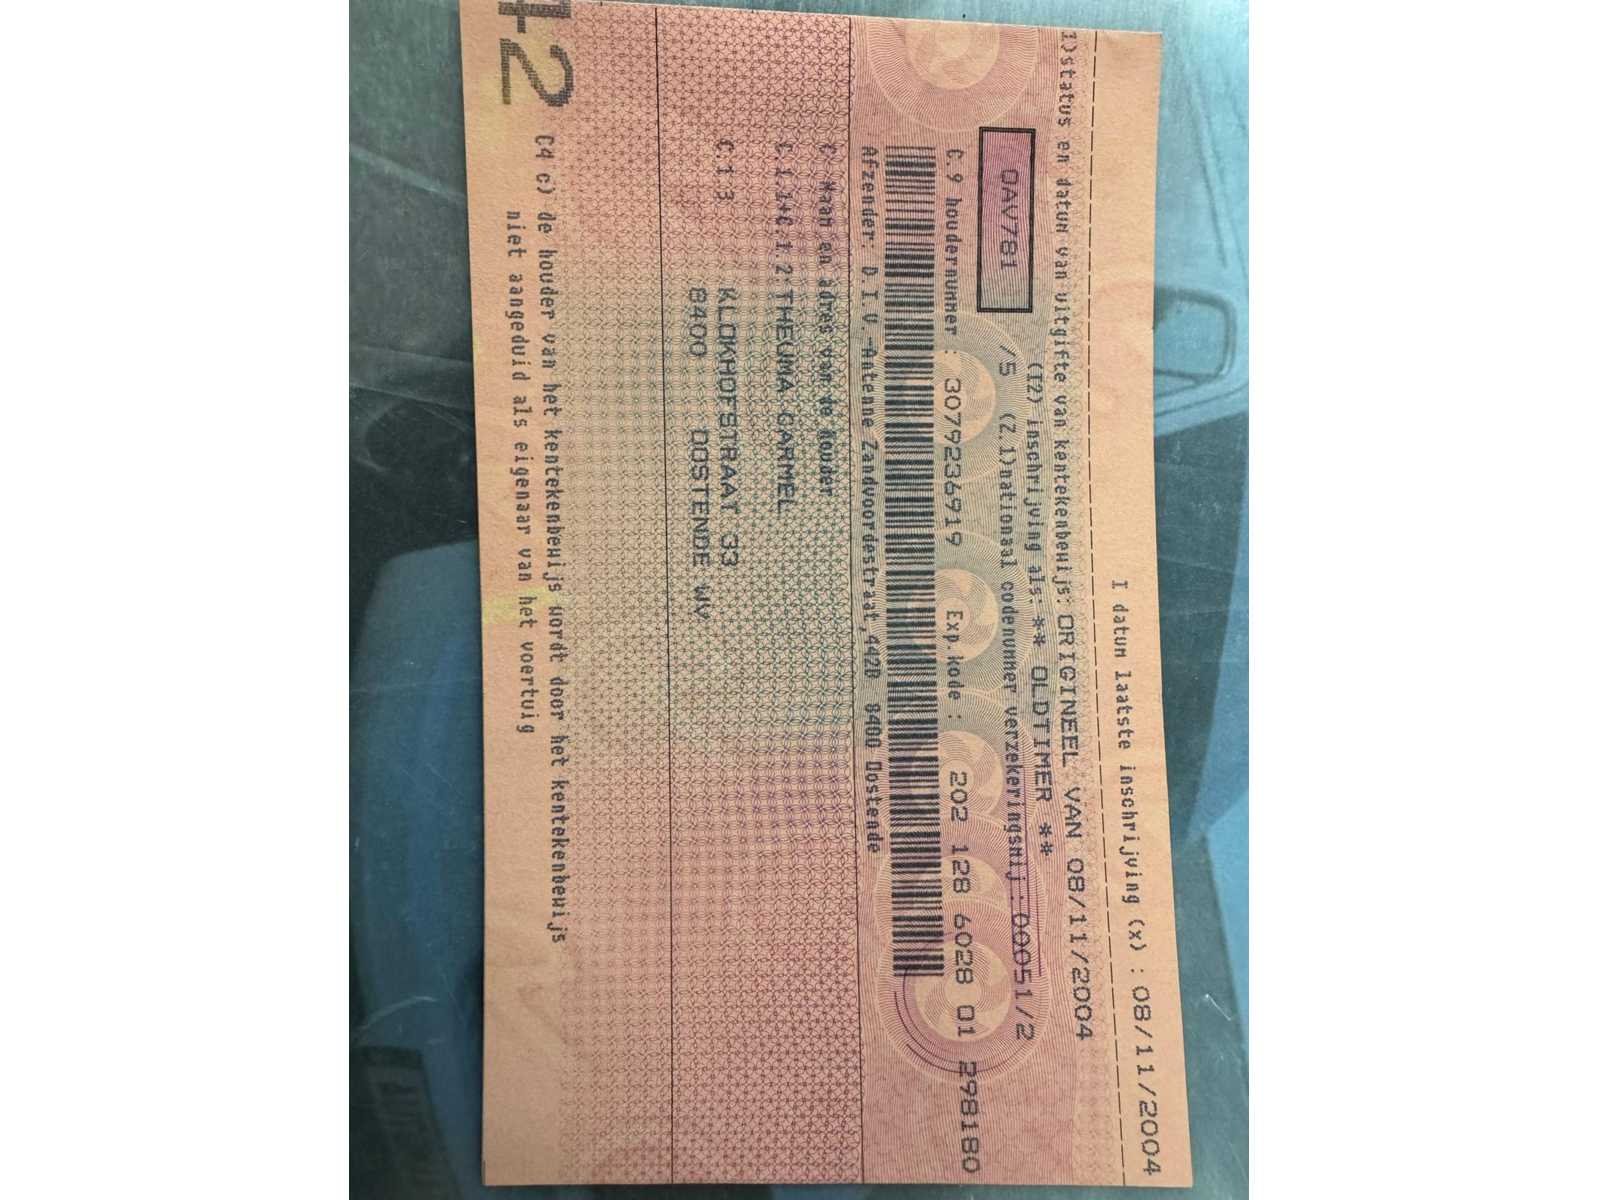 I datum laatste inschrijving (x) : 08/11/2004
1)status en datum van uitgifte van kentekenbewijs: ORIGINEEL VAN 08/11/2004
(I2) inschrijving als: ** OLDTIMER **
OAV781 /5 (Z.1)nationaal codenummer verzekeringsmij : 00051/2
C.9 houdernummer : 3079236919 Exp.kode : 202 128 6028 01 298180
Afzender. D.I.V.-Antenne Zandvoordestraat,442B 8400 Oostende
C/ Naam en adres van de houder
C.1.1+C.1.2: THEUMA CARMEL
C.1.3 KLOKHOFSTRAAT 33
8400 OOSTENDE WV
C4 c) de houder van het kentekenbewijs wordt door het kentekenbewijs
niet aangeduid als eigenaar van het voertuig
42